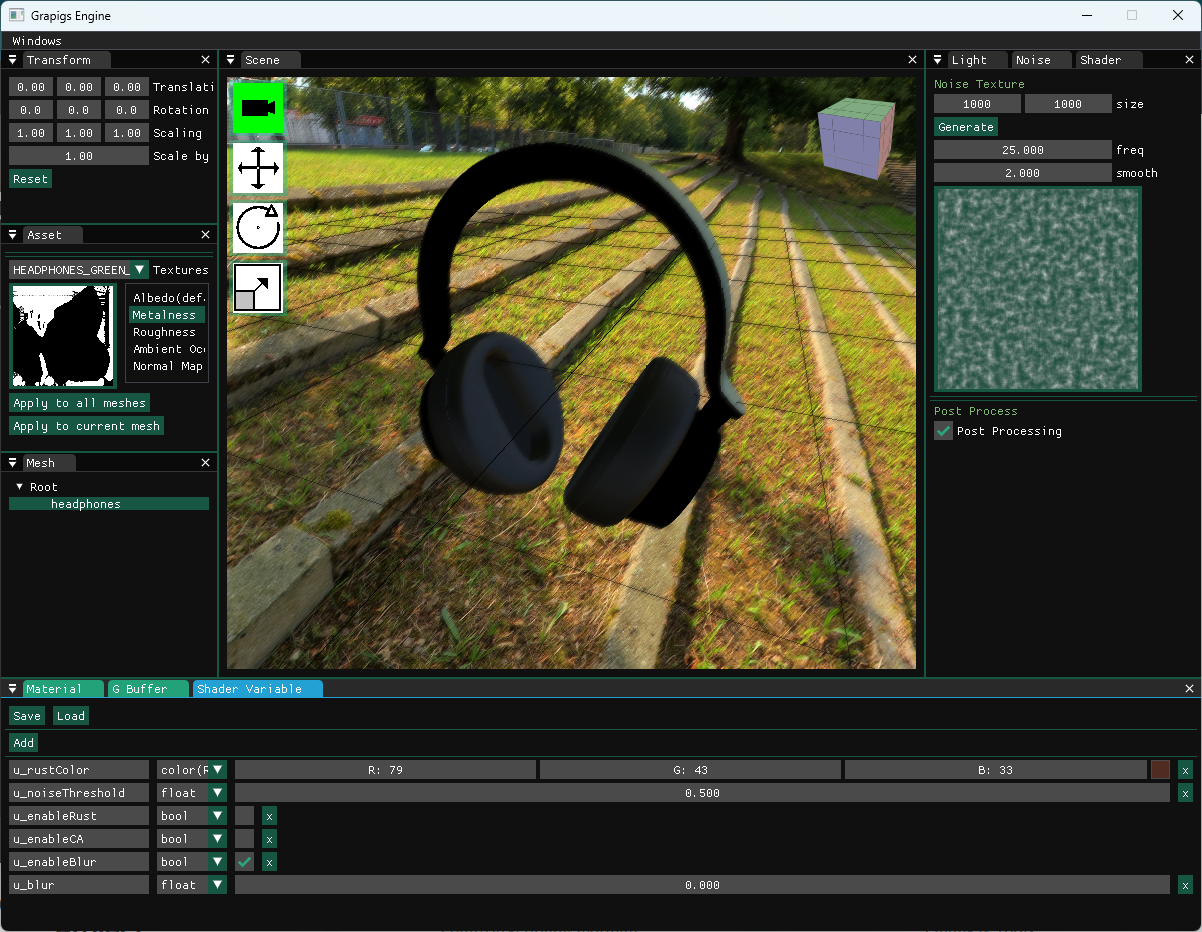 Grapigs Engine
Windows
Transform
0.00 0.00 0.00 Translati
0.0 0.0 0.0 Rotation
1.00 1.00 1.00 Scaling
1.00 Scale by
Reset
Asset
HEADPHONES_GREEN_ Textures
Albedo(def.
Metalness
Roughness
Ambient Oc
Normal Map
Apply to all meshes
Apply to current mesh
Mesh
Root
headphones
Scene
Light Noise Shader
Noise Texture
1000 1000 size
Generate
25.000 freq
2.000 smooth
Post Process
Post Processing
Material G Buffer Shader Variable
Save Load
Add
u_rustColor color(R R: 79 G: 43 B: 33 x
u_noiseThreshold float 0.500 x
u_enableRust bool x
u_enableCA bool x
u_enableBlur bool x
u_blur float 0.000 x